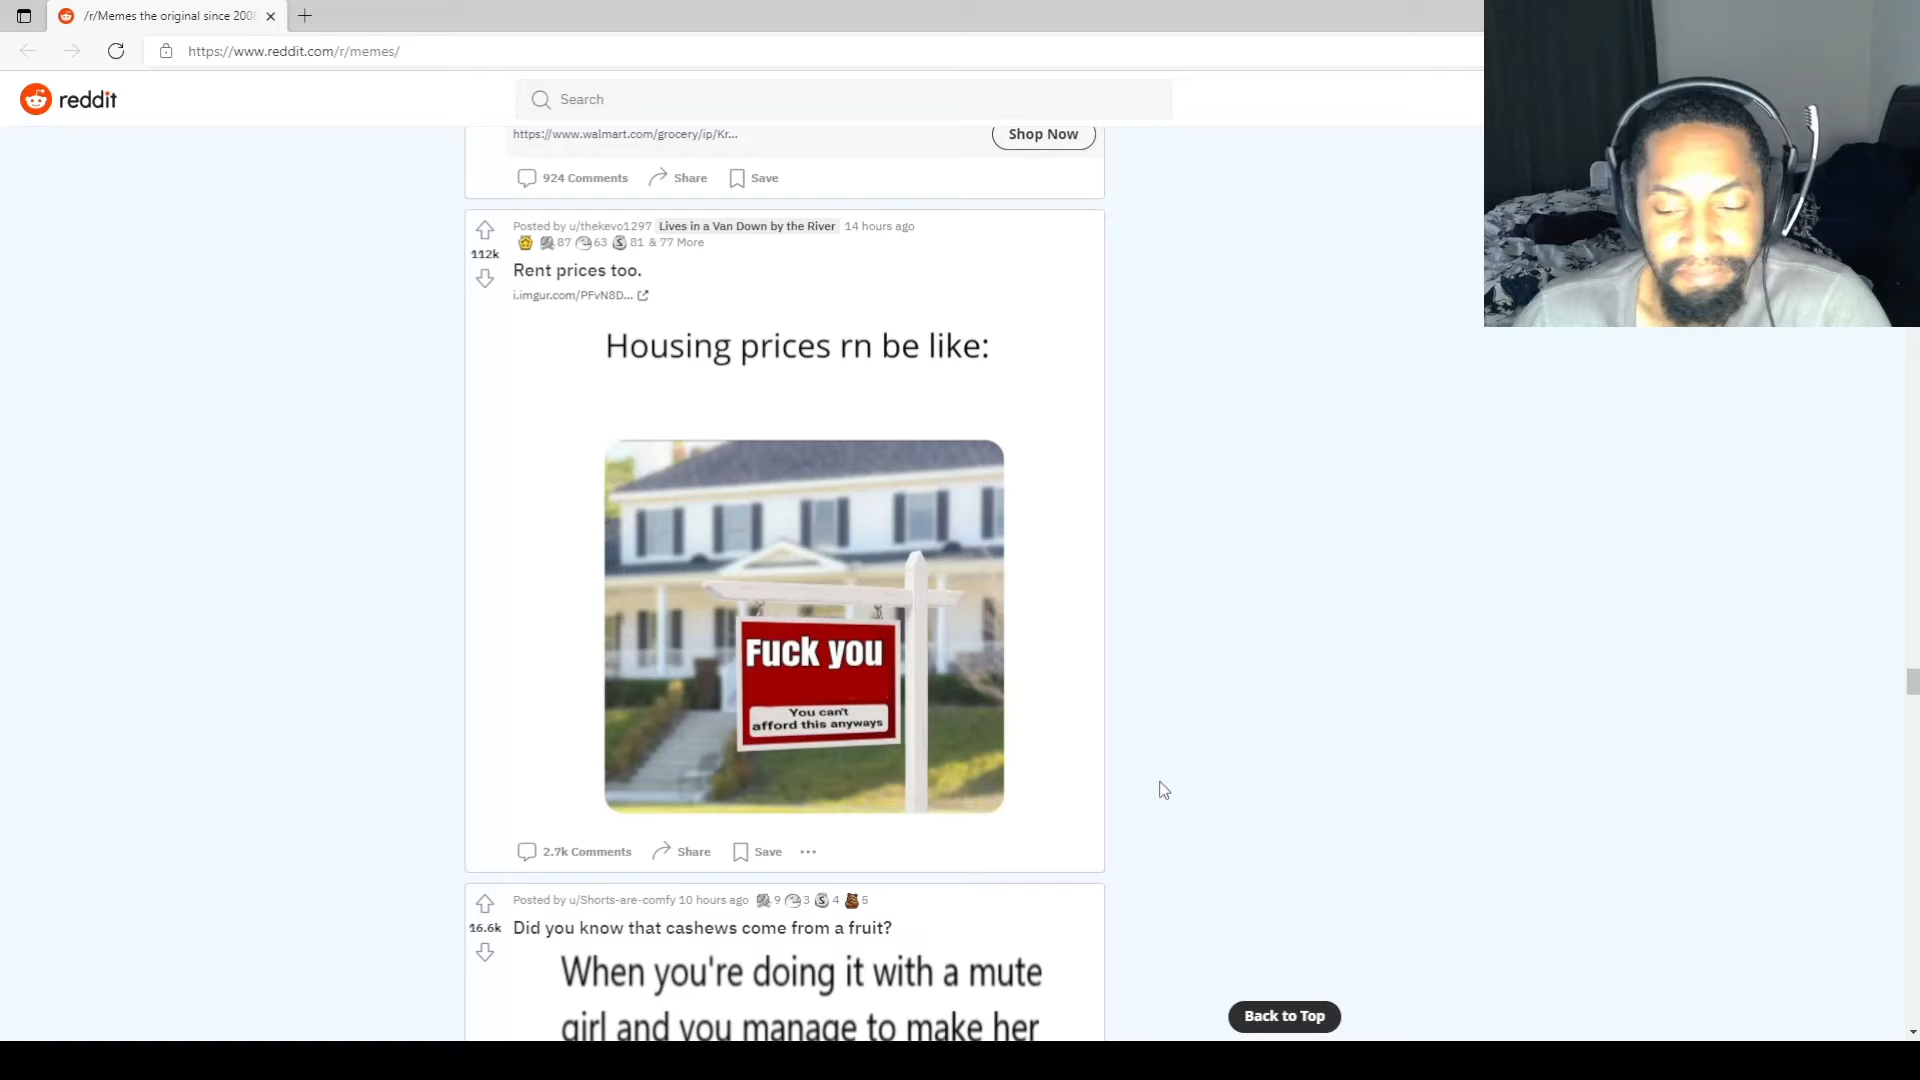 /r/Memes the original since 2008
https://www.reddit.com/r/memes/
reddit
Search
https://www.walmart.com/grocery/ip/Kr...
Shop Now
924 Comments Share Save
Posted by u/thekevo1297 Lives in a Van Down by the River 14 hours ago
87 63 81 & 77 More
112k
Rent prices too.
i.imgur.com/PFvN8D...
Housing prices rn be like:
Fuck you
You can't
afford this anyways
2.7k Comments Share Save
Posted by u/Shorts-are-comfy 10 hours ago 9 3 4 5
16.6k
Did you know that cashews come from a fruit?
When you're doing it with a mute
girl and you manage to make her
Back to Top